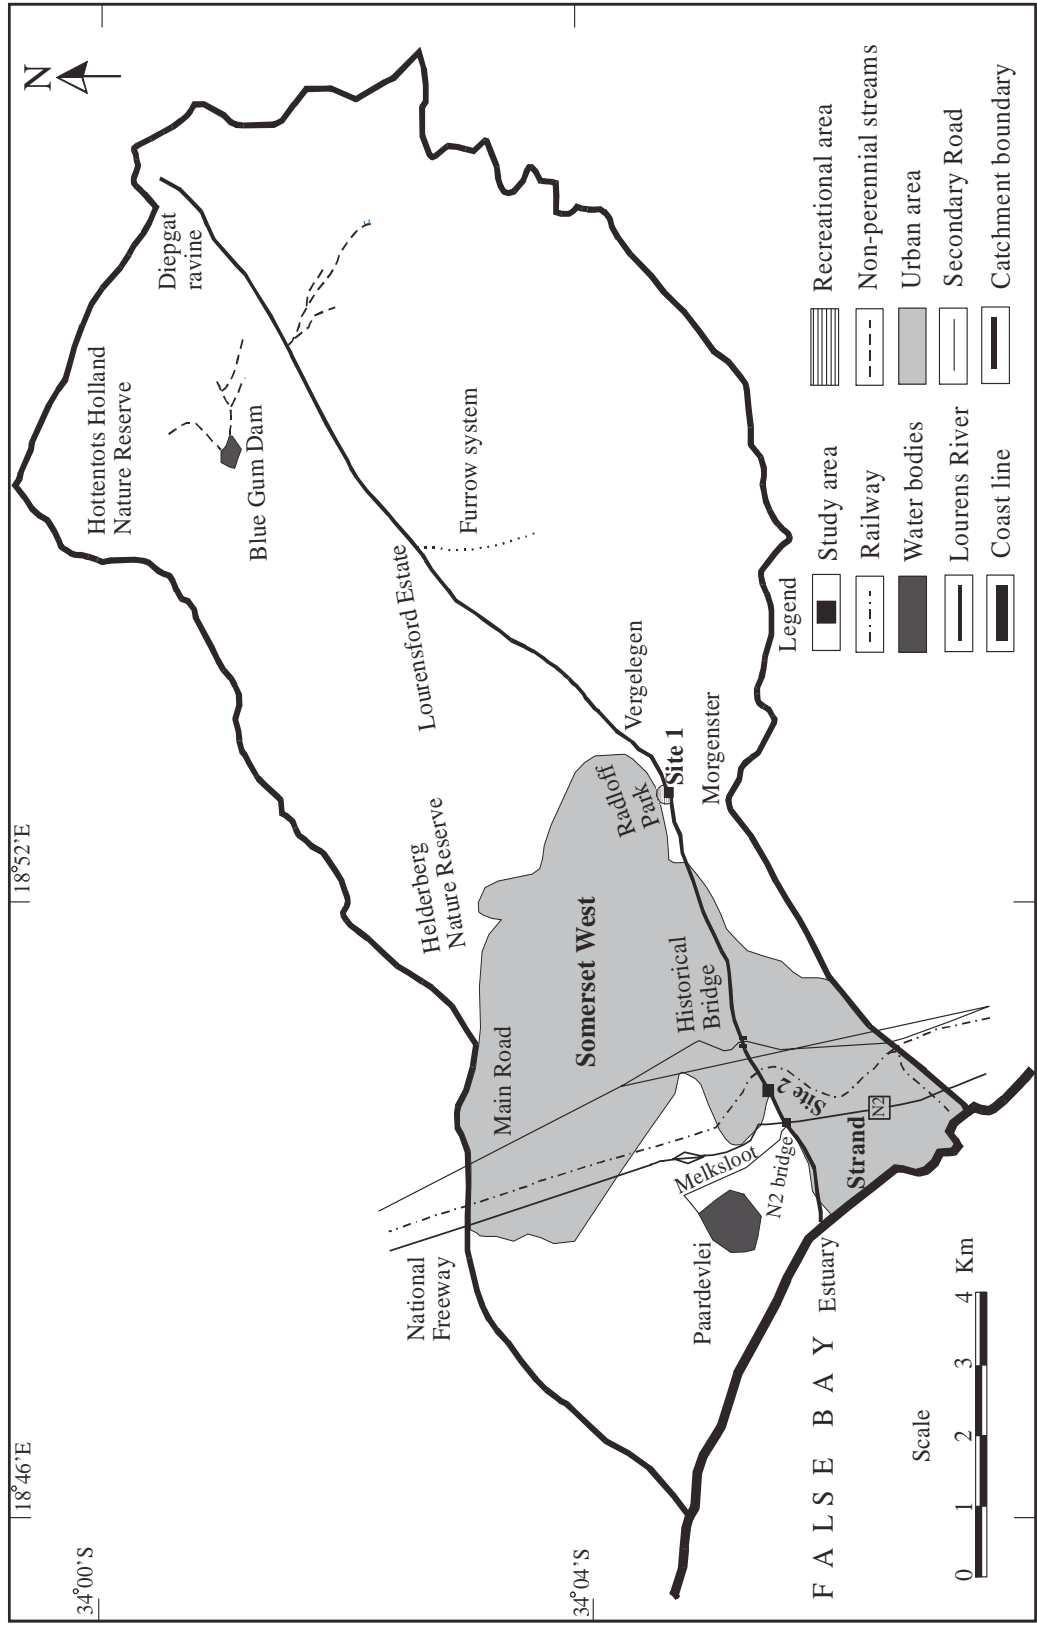 18°46'E
18°52'E
N
34°00'S
34°04'S
Hottentots Holland
Nature Reserve
Diepgat
ravine
Blue Gum Dam
Furrow system
Lourensford Estate
Helderberg
Nature Reserve
Vergelegen
Radloff
Park
Site 1
Morgenster
Somerset West
Main Road
Historical
Bridge
National
Freeway
Melksloot
Site 2
N2 bridge
N2
Strand
Paardevlei
Estuary
FALSE BAY
Scale
0 1 2 3 4 Km
Legend
Study area
Railway
Water bodies
Lourens River
Coast line
Recreational area
Non-perennial streams
Urban area
Secondary Road
Catchment boundary